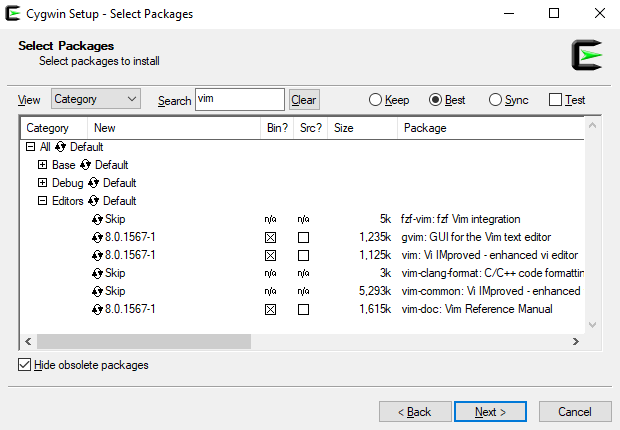 Cygwin Setup - Select Packages
Select Packages
Select packages to install
View Category Search vim Clear Keep Best Sync Test
Category New Bin? Src? Size Package
All Default
Base Default
Debug Default
Editors Default
Skip n/a n/a 5k fzf-vim: fzf Vim integration
8.0.1567-1 1,235k gvim: GUI for the Vim text editor
8.0.1567-1 1,125k vim: Vi IMproved - enhanced vi editor
Skip n/a n/a 3k vim-clang-format: C/C++ code formattin
Skip n/a n/a 5,293k vim-common: Vi IMproved - enhanced
8.0.1567-1 1,615k vim-doc: Vim Reference Manual
Hide obsolete packages
< Back Next > Cancel